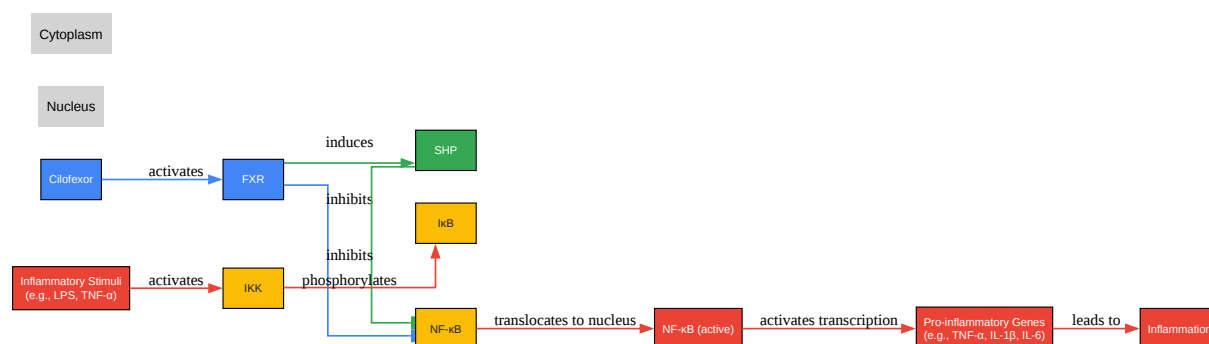 Cytoplasm
Nucleus
induces
SHP
Cilofexor
activates
FXR
inhibits
IκB
inhibits
Inflammatory Stimuli
(e.g., LPS, TNF-α)
activates
IKK
phosphorylates
NF-κB
translocates to nucleus
NF-κB (active)
activates transcription
Pro-inflammatory Genes
(e.g., TNF-α, IL-1β, IL-6)
leads to
Inflammation